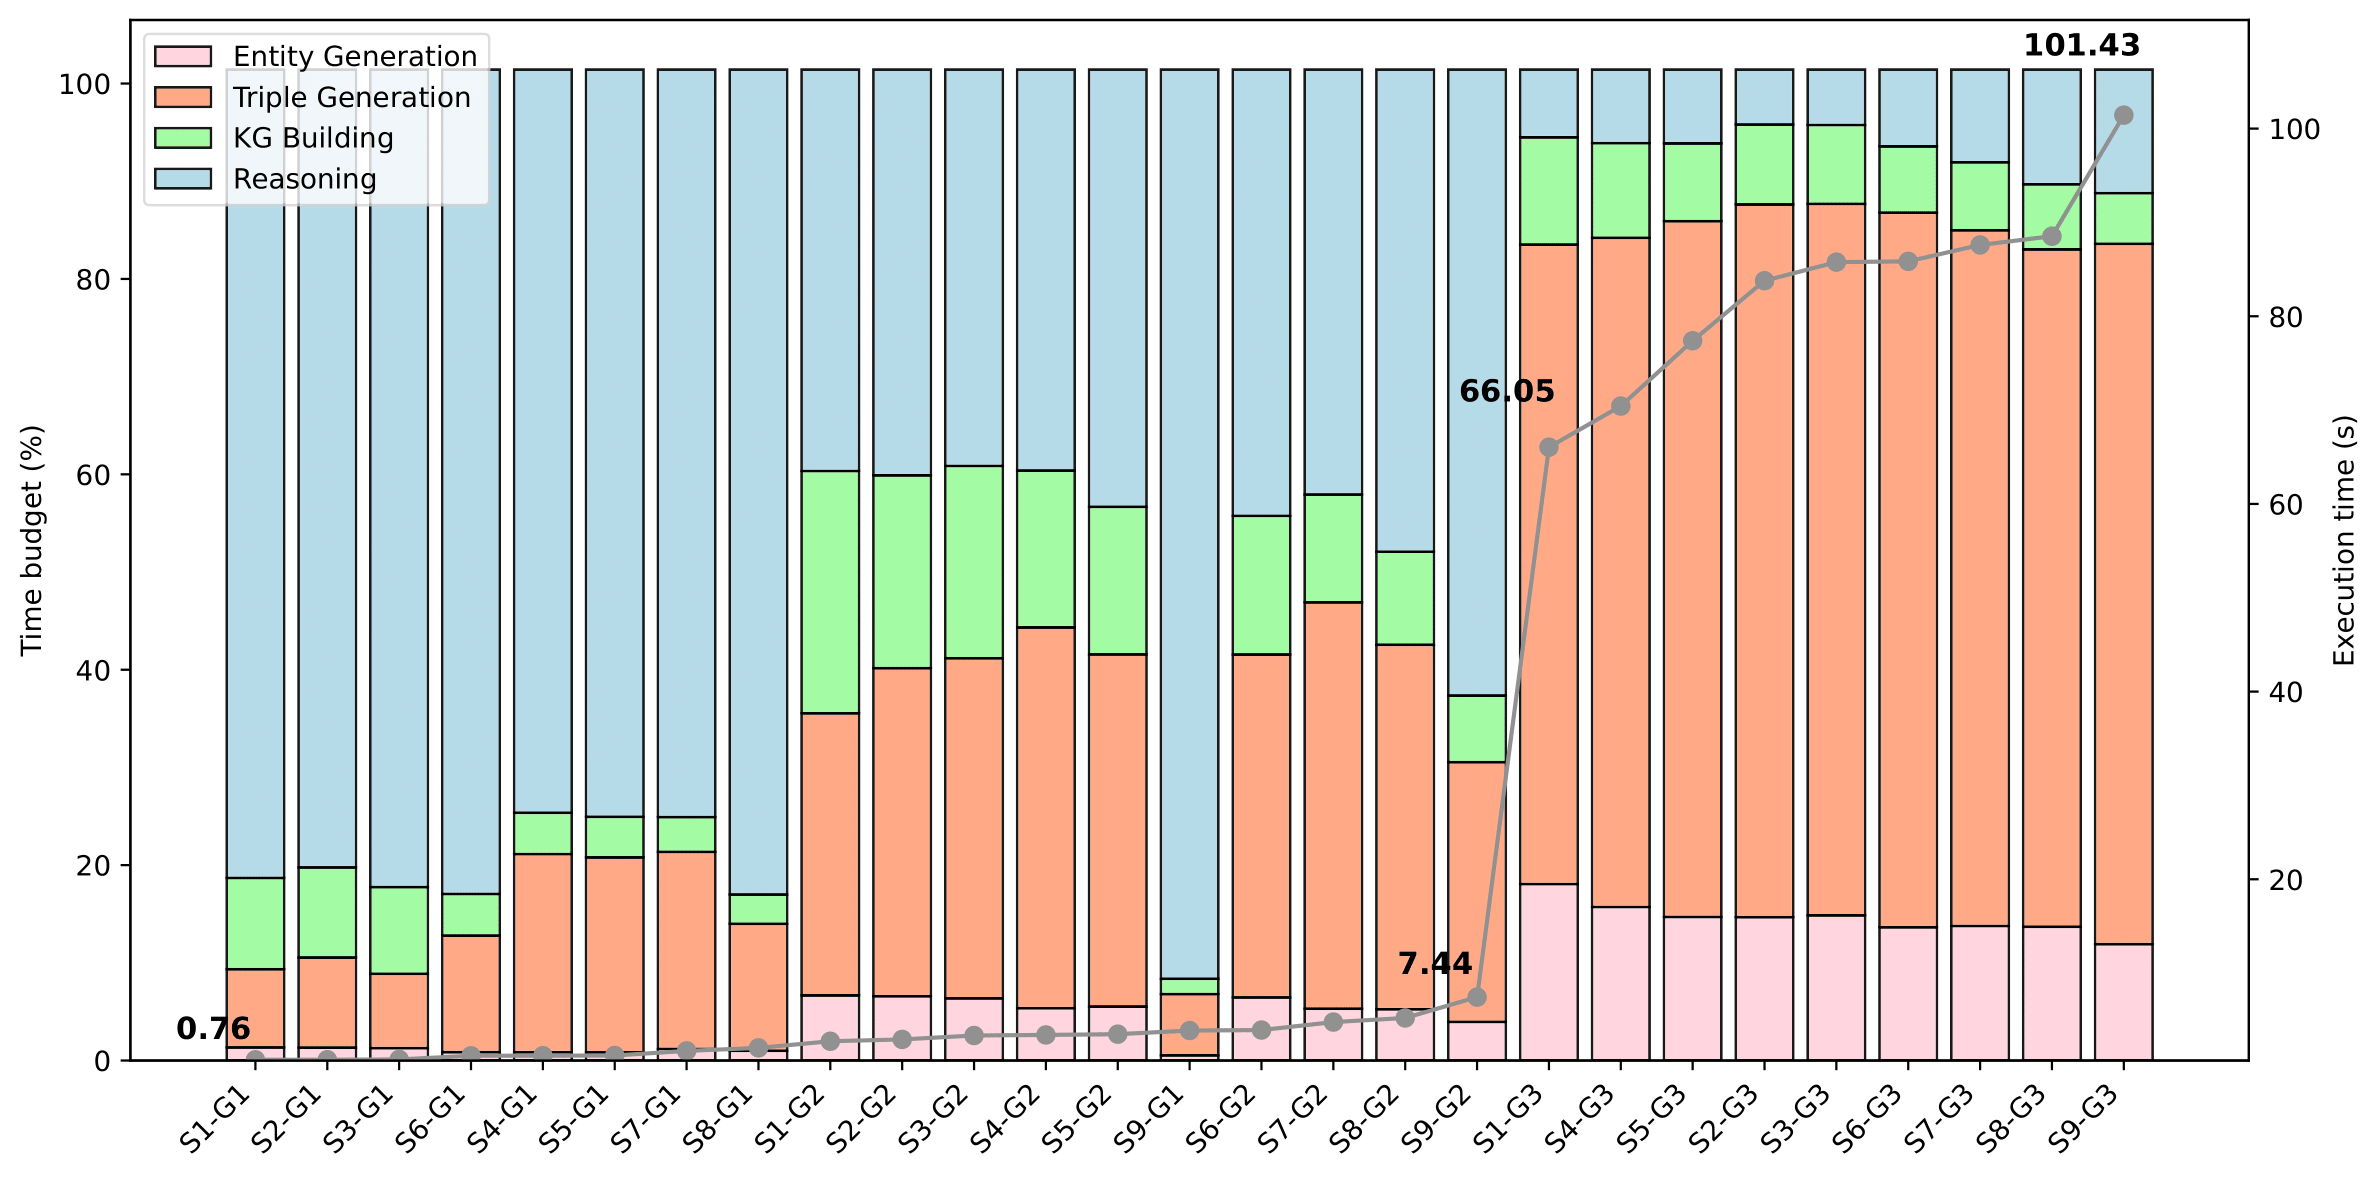 Entity Generation
Triple Generation
KG Building
Reasoning
101.43
66.05
7.44
0.76
Time budget (%)
100
80
60
40
20
0
Execution time (s)
100
80
60
40
20
S1-G1
S2-G1
S3-G1
S6-G1
S4-G1
S5-G1
S7-G1
S8-G1
S1-G2
S2-G2
S3-G2
S4-G2
S5-G2
S9-G1
S6-G2
S7-G2
S8-G2
S9-G2
S1-G3
S4-G3
S5-G3
S2-G3
S3-G3
S6-G3
S7-G3
S8-G3
S9-G3